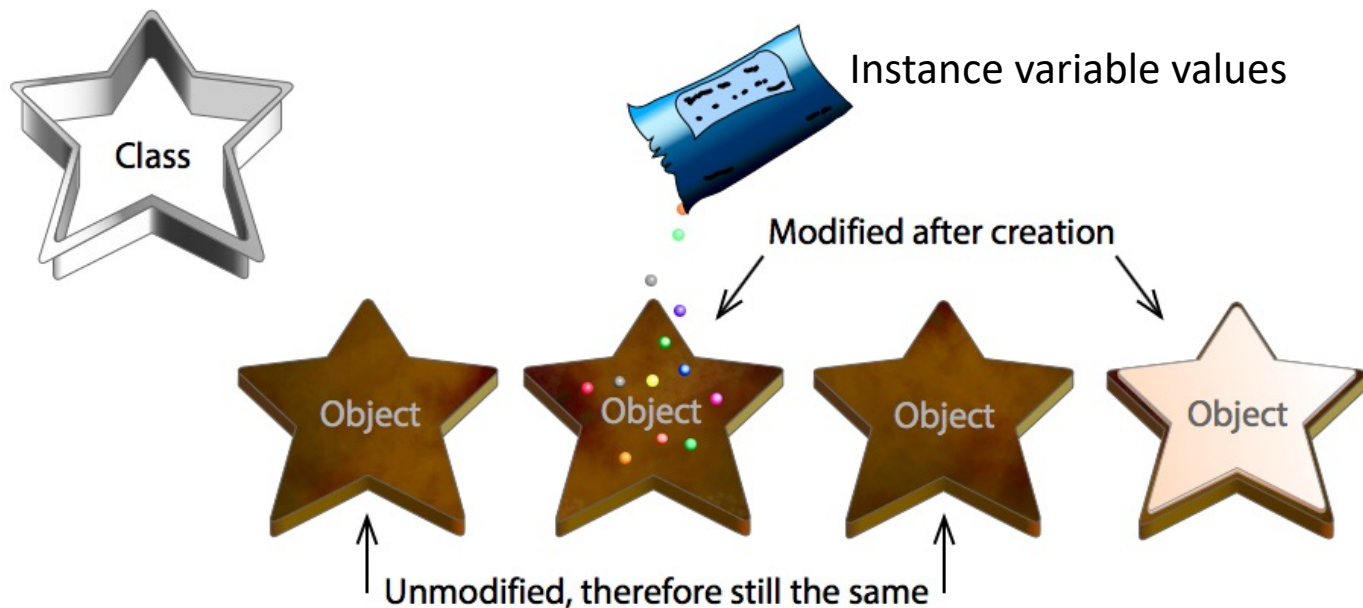 Class
Instance variable values
Modified after creation
Object
Object
Object
Object
Unmodified, therefore still the same